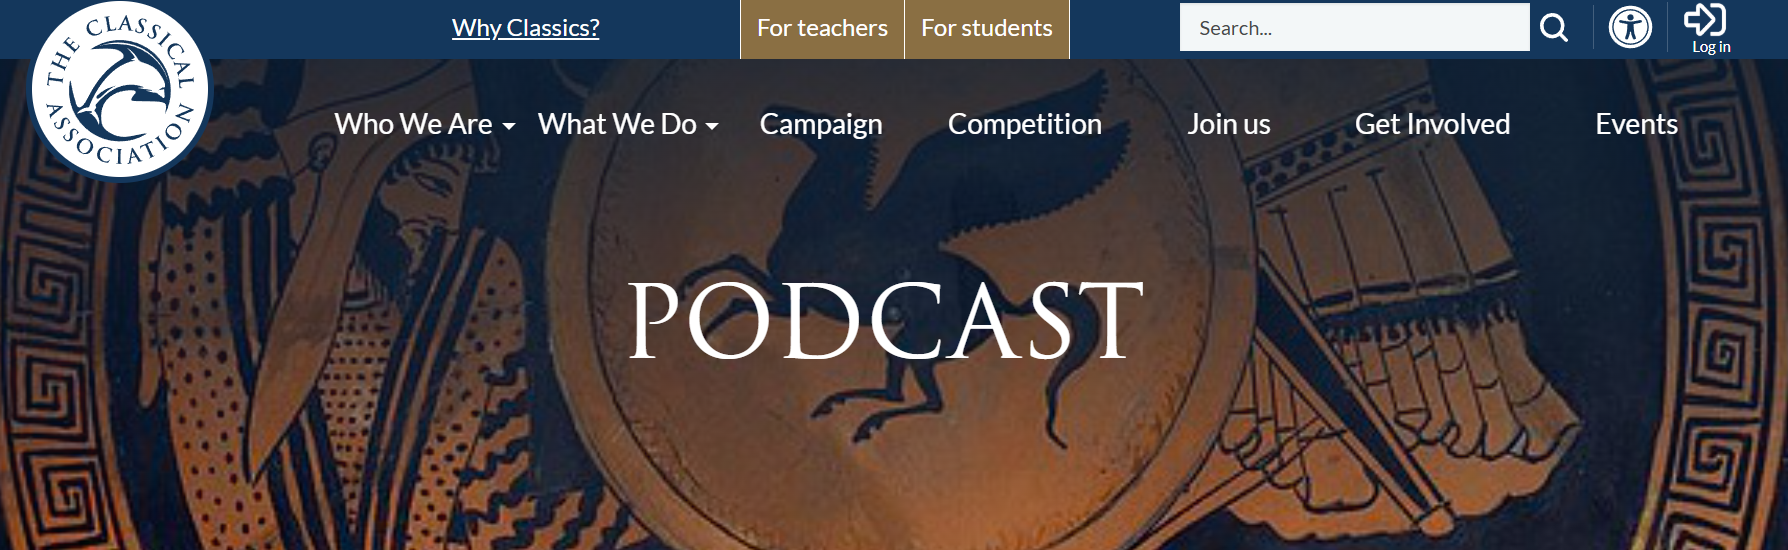 THE CLASSICAL ASSOCIATION
Why Classics?
For teachers
For students
Search...
Log in
Who We Are
What We Do
Campaign
Competition
Join us
Get Involved
Events
PODCAST